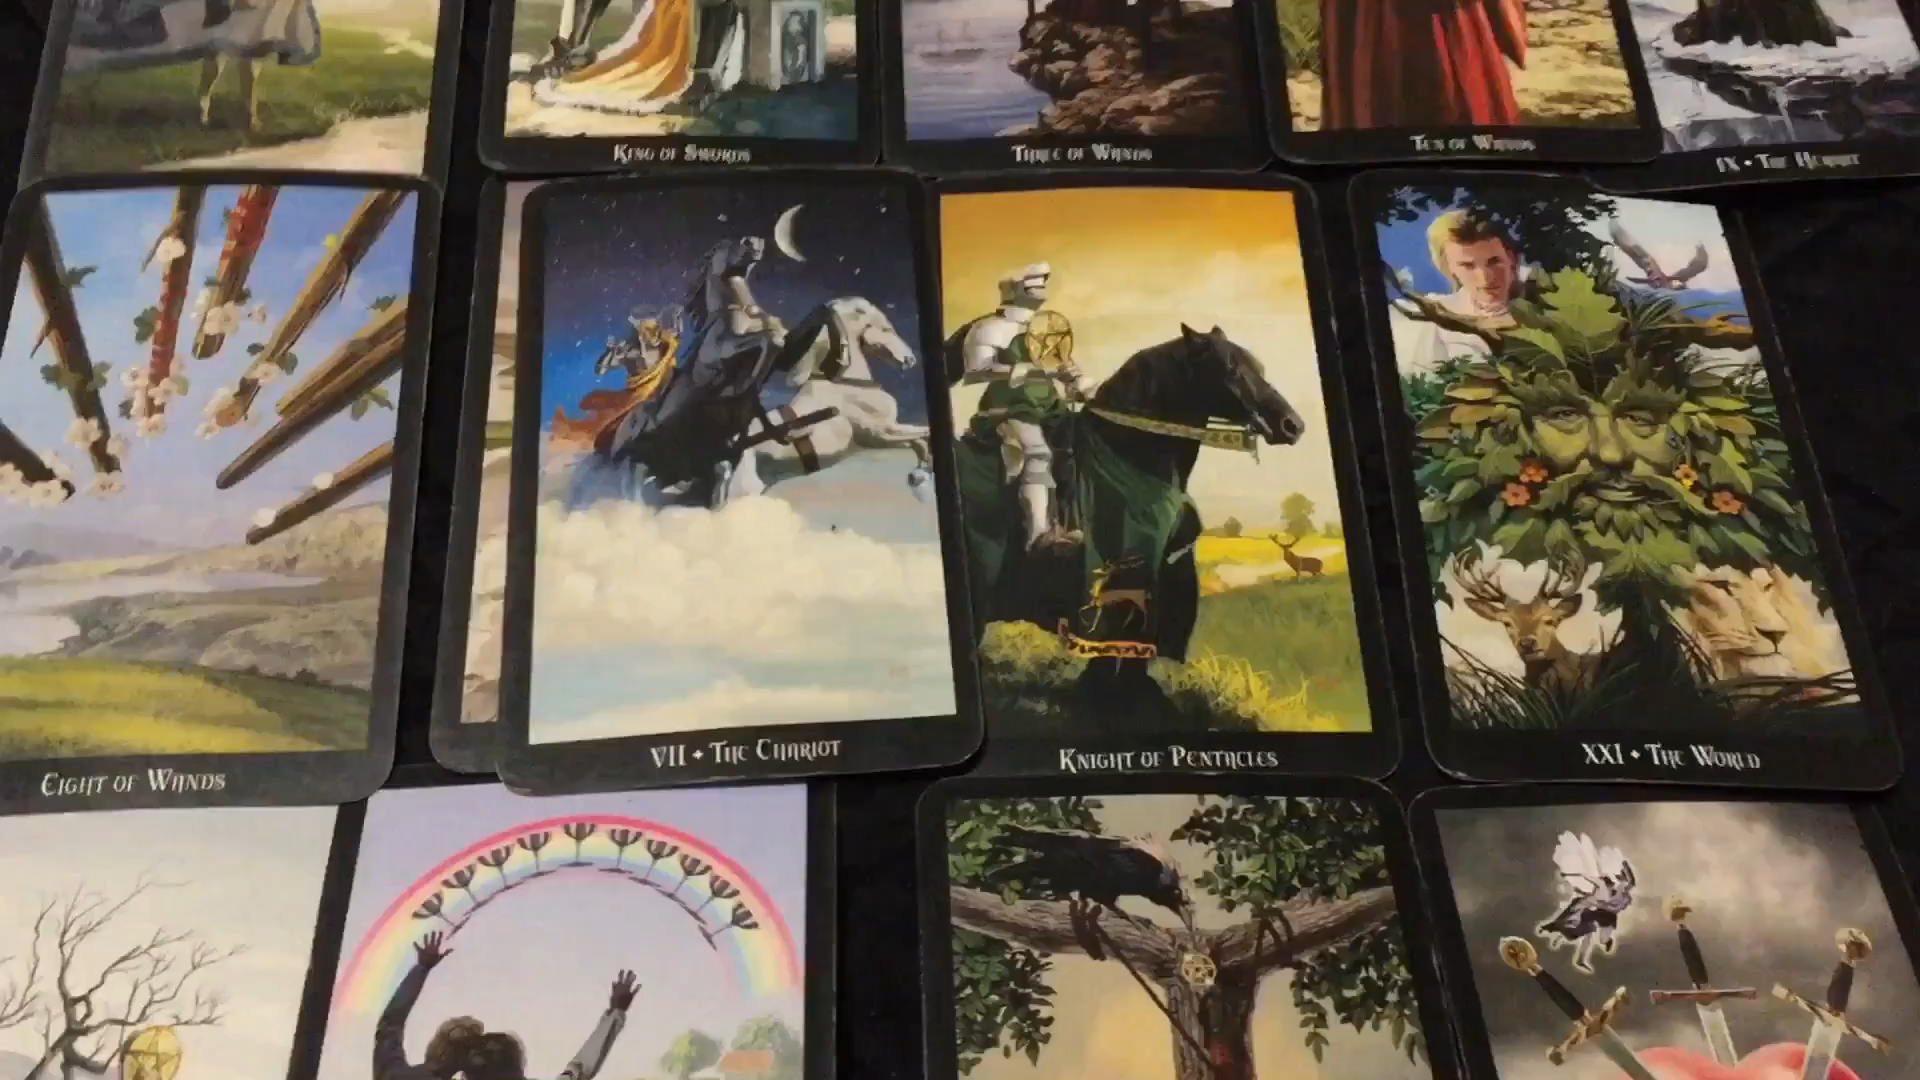 King of Swords
Three of Wands
Ten of Wands
IX • The Hermit
Eight of Wands
VII • The Chariot
Knight of Pentacles
XXI • The World